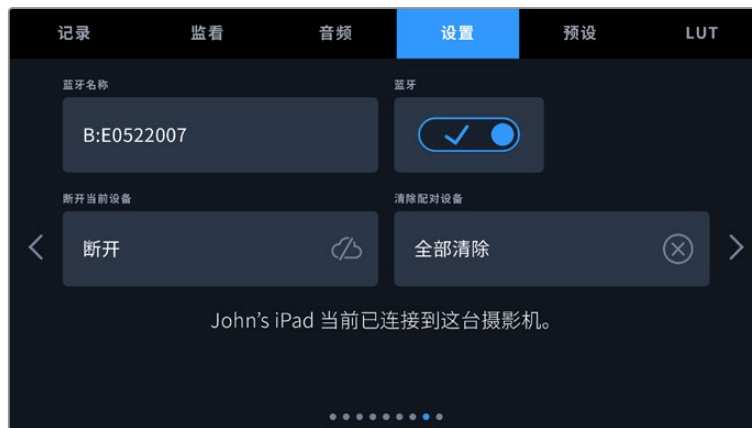 记录 监看 音频 设置 预设 LUT
蓝牙名称 蓝牙
B:E0522007
断开当前设备 清除配对设备
断开 全部清除
John’s iPad 当前已连接到这台摄影机。